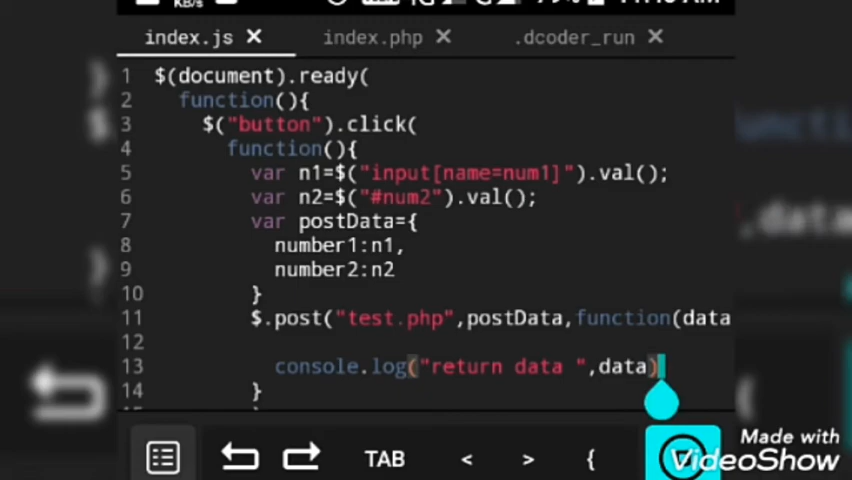 KB/s
index.js × index.php × .dcoder_run ×
1 $(document).ready(
2 function(){
3 $("button").click(
4 function(){
5 var n1=$("input[name=num1]").val();
6 var n2=$("#num2").val();
7 var postData={
8 number1:n1,
9 number2:n2
10 }
11 $.post("test.php",postData,function(data
12
13 console.log("return data ",data)
14 }
TAB < > {
Made with
VideoShow